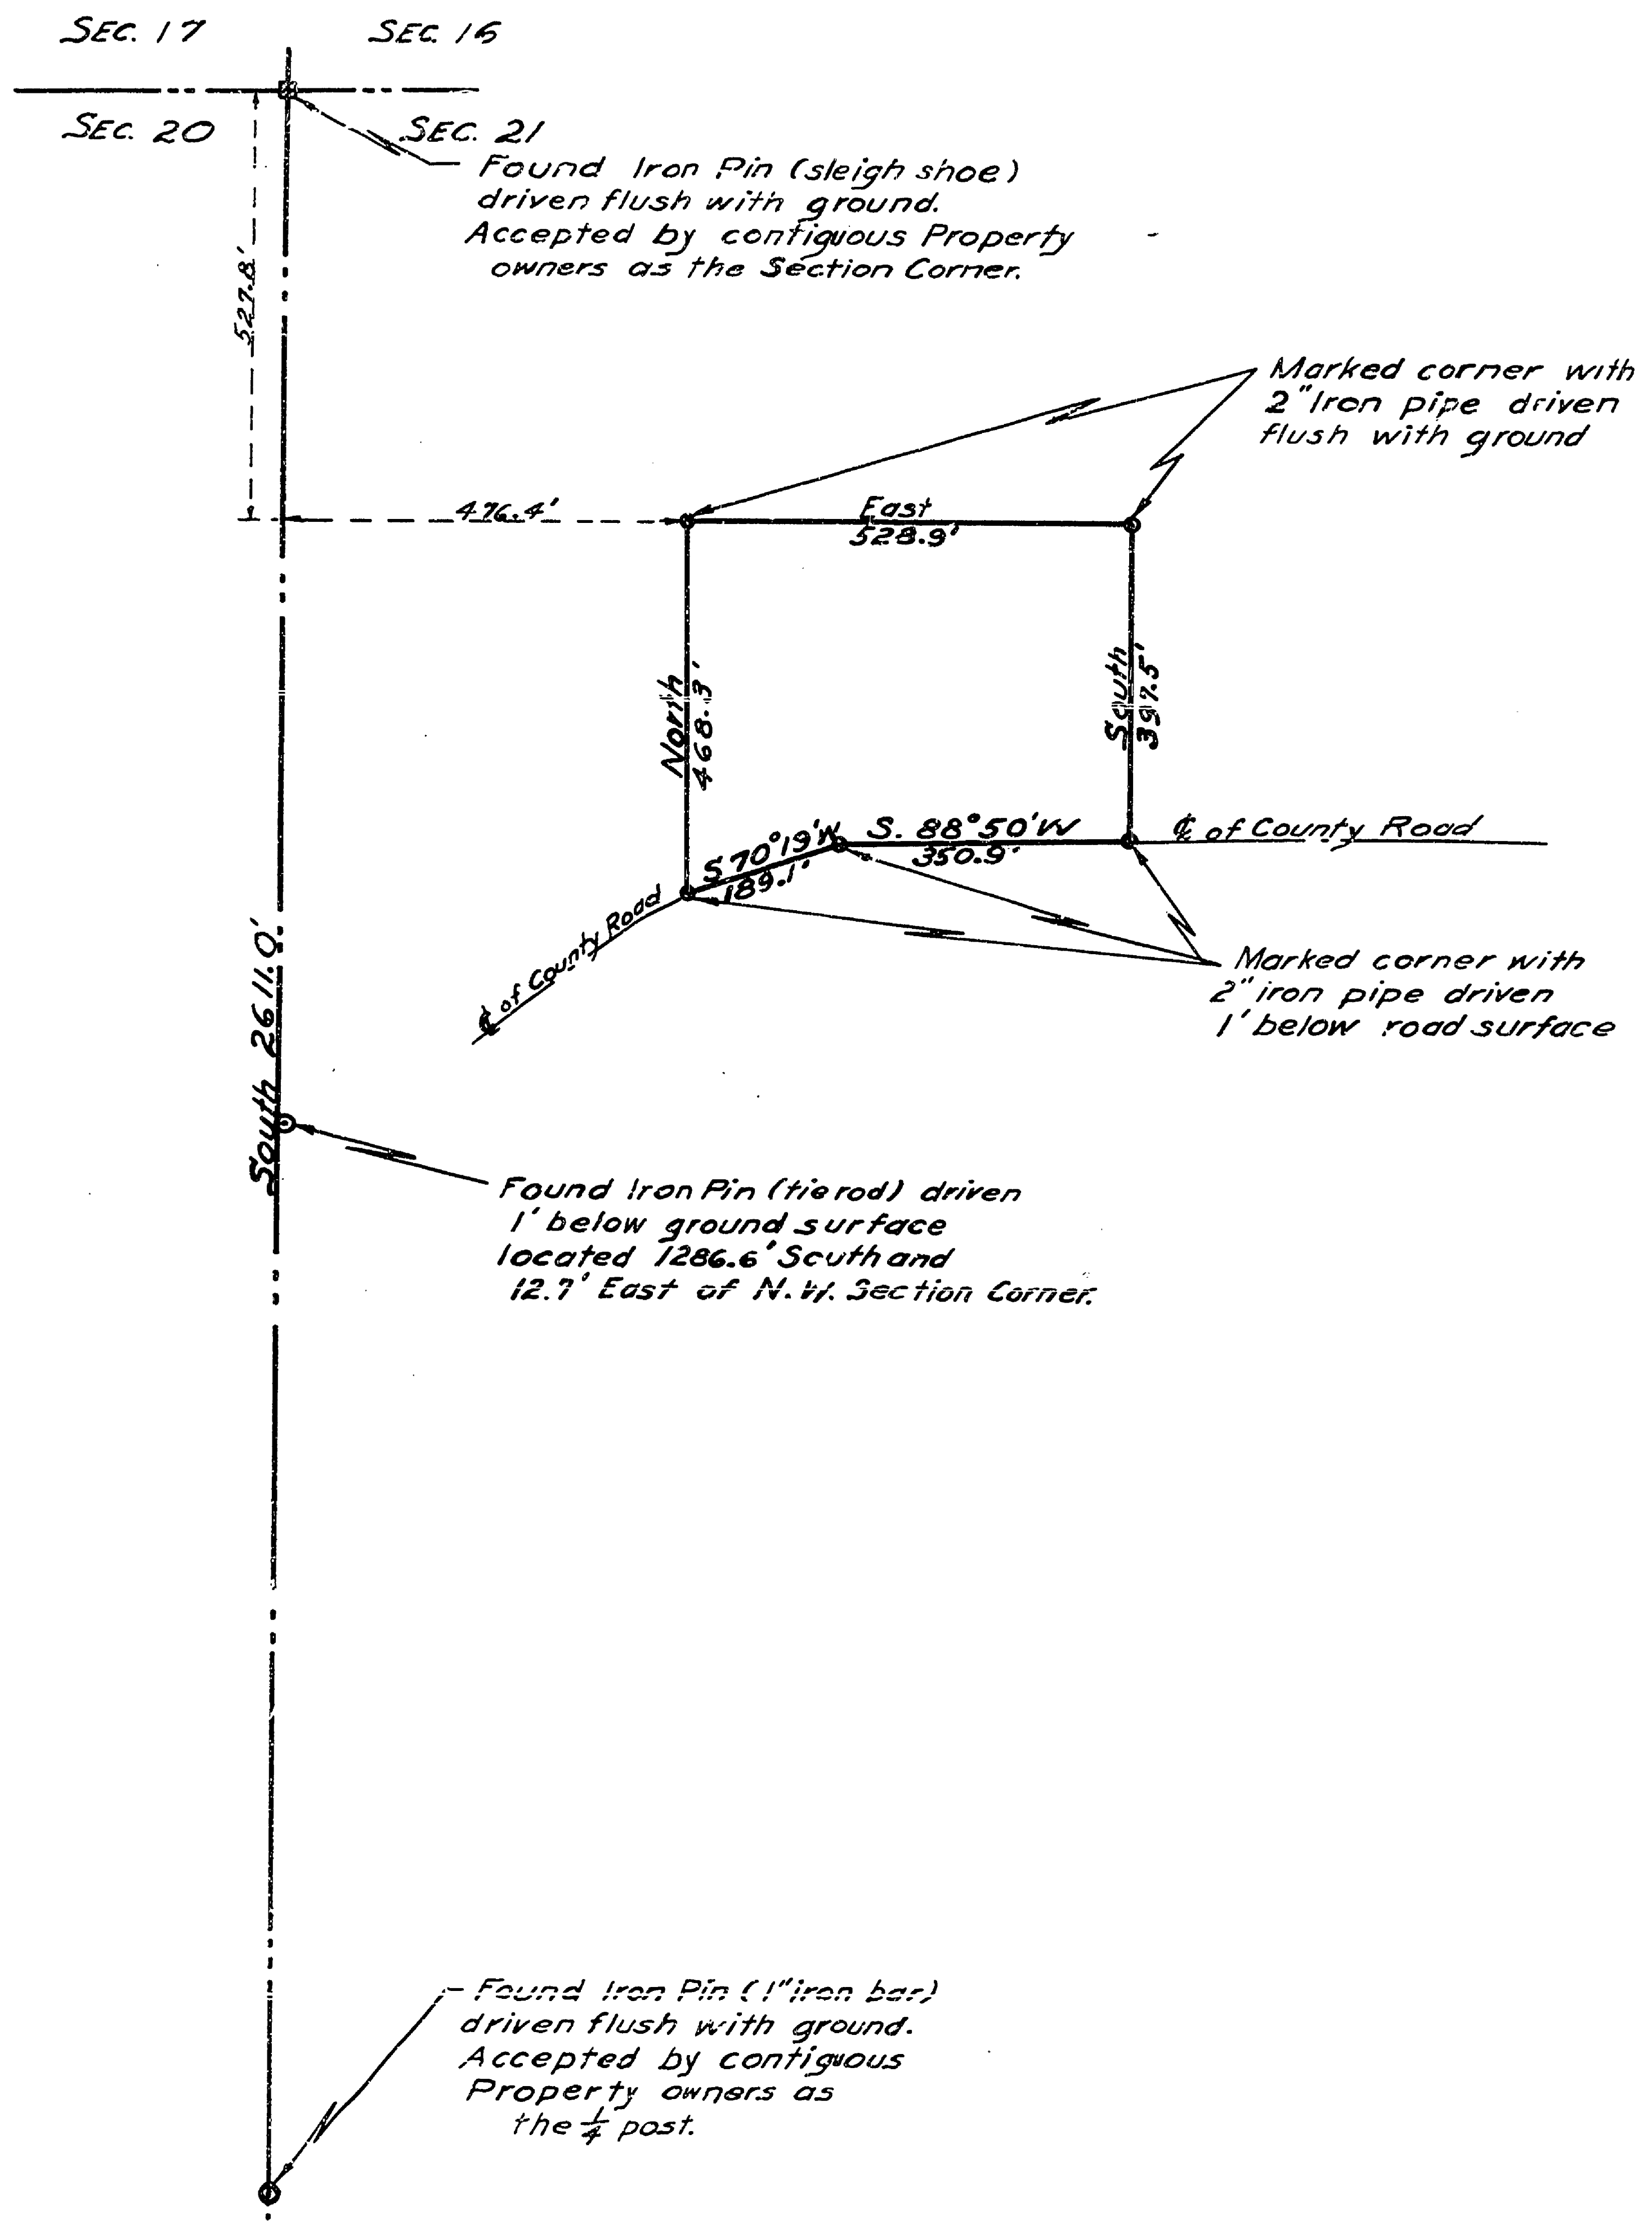 SEC. 17
SEC. 16
SEC. 20
SEC. 21
Found Iron Pin (sleigh shoe)
driven flush with ground.
Accepted by contiguous Property
owners as the Section Corner.
527.8'
Marked corner with
2" Iron pipe driven
flush with ground
476.4'
East
528.9'
North
468.3'
South
397.5'
S 70°19'W
189.1'
S. 88°50'W
350.9'
℄ of County Road
℄ of County Road
Marked corner with
2" iron pipe driven
1' below road surface
South 2611.0'
Found Iron Pin (tie rod) driven
1' below ground surface
located 1286.6' South and
12.7' East of N.W. Section Corner.
Found Iron Pin (1" iron bar)
driven flush with ground.
Accepted by contiguous
Property owners as
the 1/4 post.